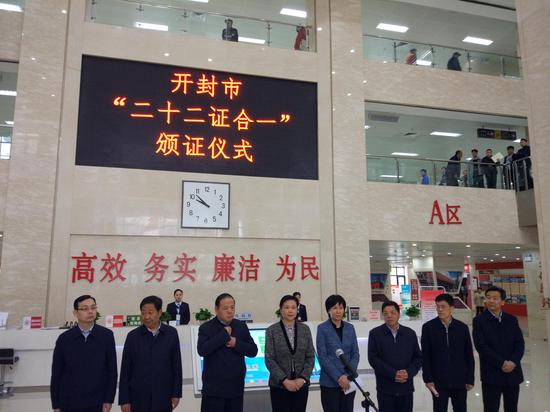 开封市
“二十二证合一”
颁证仪式
高效 务实 廉洁 为民
A区